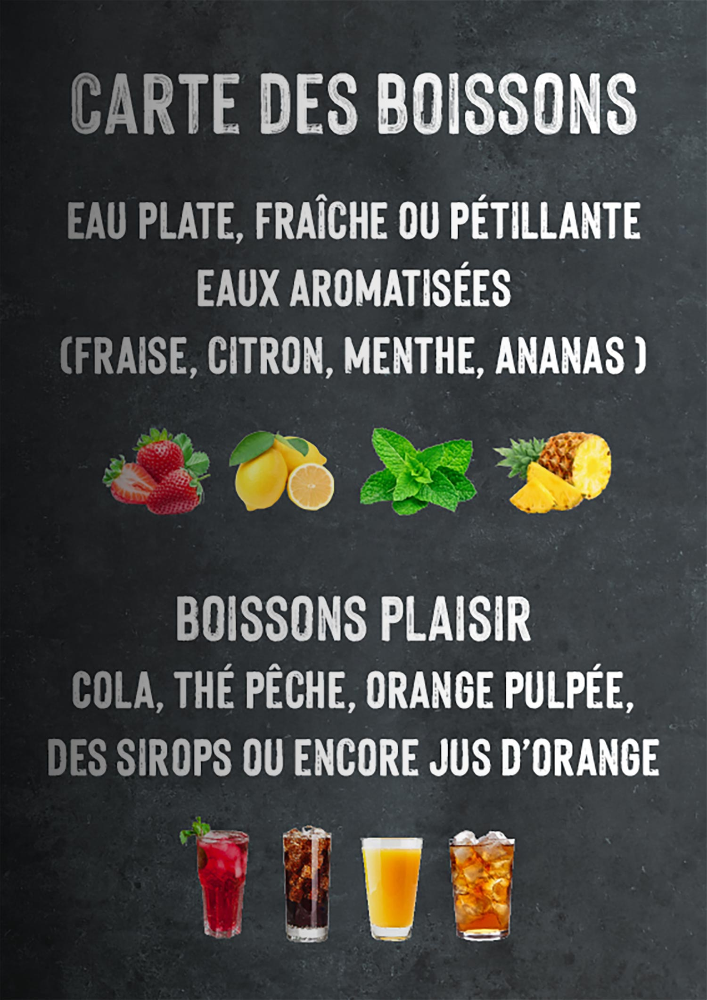 CARTE DES BOISSONS
EAU PLATE, FRAÎCHE OU PÉTILLANTE
EAUX AROMATISÉES
(FRAISE, CITRON, MENTHE, ANANAS )
BOISSONS PLAISIR
COLA, THÉ PÊCHE, ORANGE PULPÉE,
DES SIROPS OU ENCORE JUS D'ORANGE